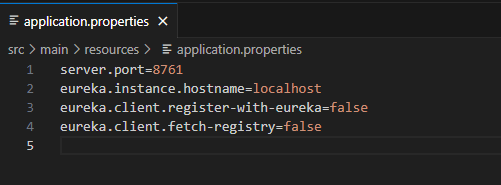 application.properties
src > main > resources > application.properties
1 server.port=8761
2 eureka.instance.hostname=localhost
3 eureka.client.register-with-eureka=false
4 eureka.client.fetch-registry=false
5